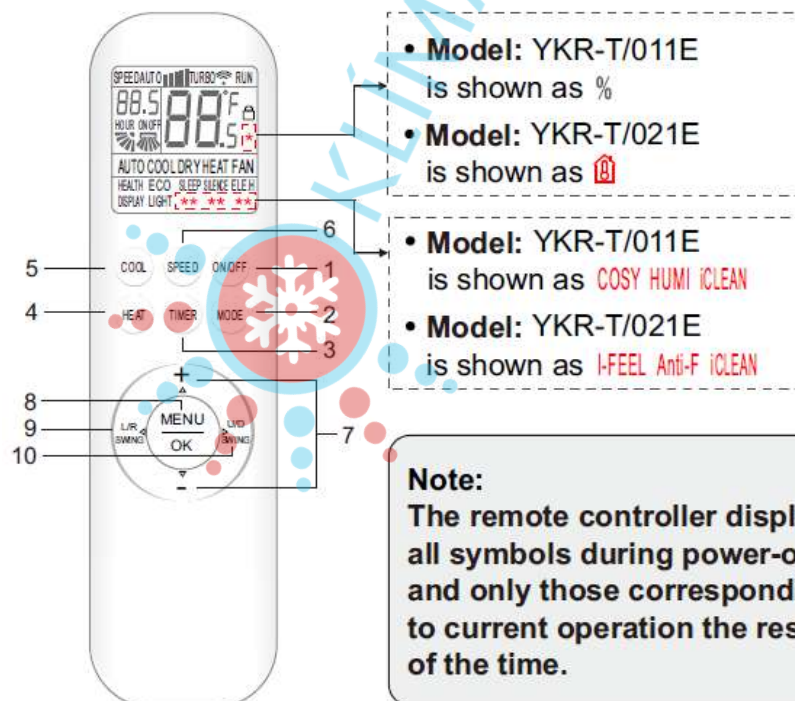 SPEEDAUTO TURBO RUN
88.5 88.5°F
HOUR ON OFF
*
AUTO COOL DRY HEAT FAN
HEALTH ECO SLEEP SILENCE ELE.H
DISPLAY LIGHT ** ** **
6
5 COOL SPEED ON/OFF 1
4 HEAT TIMER MODE 2
3
+
8
9 L/R SWING MENU U/D SWING 7
10 OK
-
• Model: YKR-T/011E
is shown as %
• Model: YKR-T/021E
is shown as
• Model: YKR-T/011E
is shown as COSY HUMI iCLEAN
• Model: YKR-T/021E
is shown as I-FEEL Anti-F iCLEAN
KLİMA
Note:
The remote controller displ
all symbols during power-o
and only those correspond
to current operation the res
of the time.